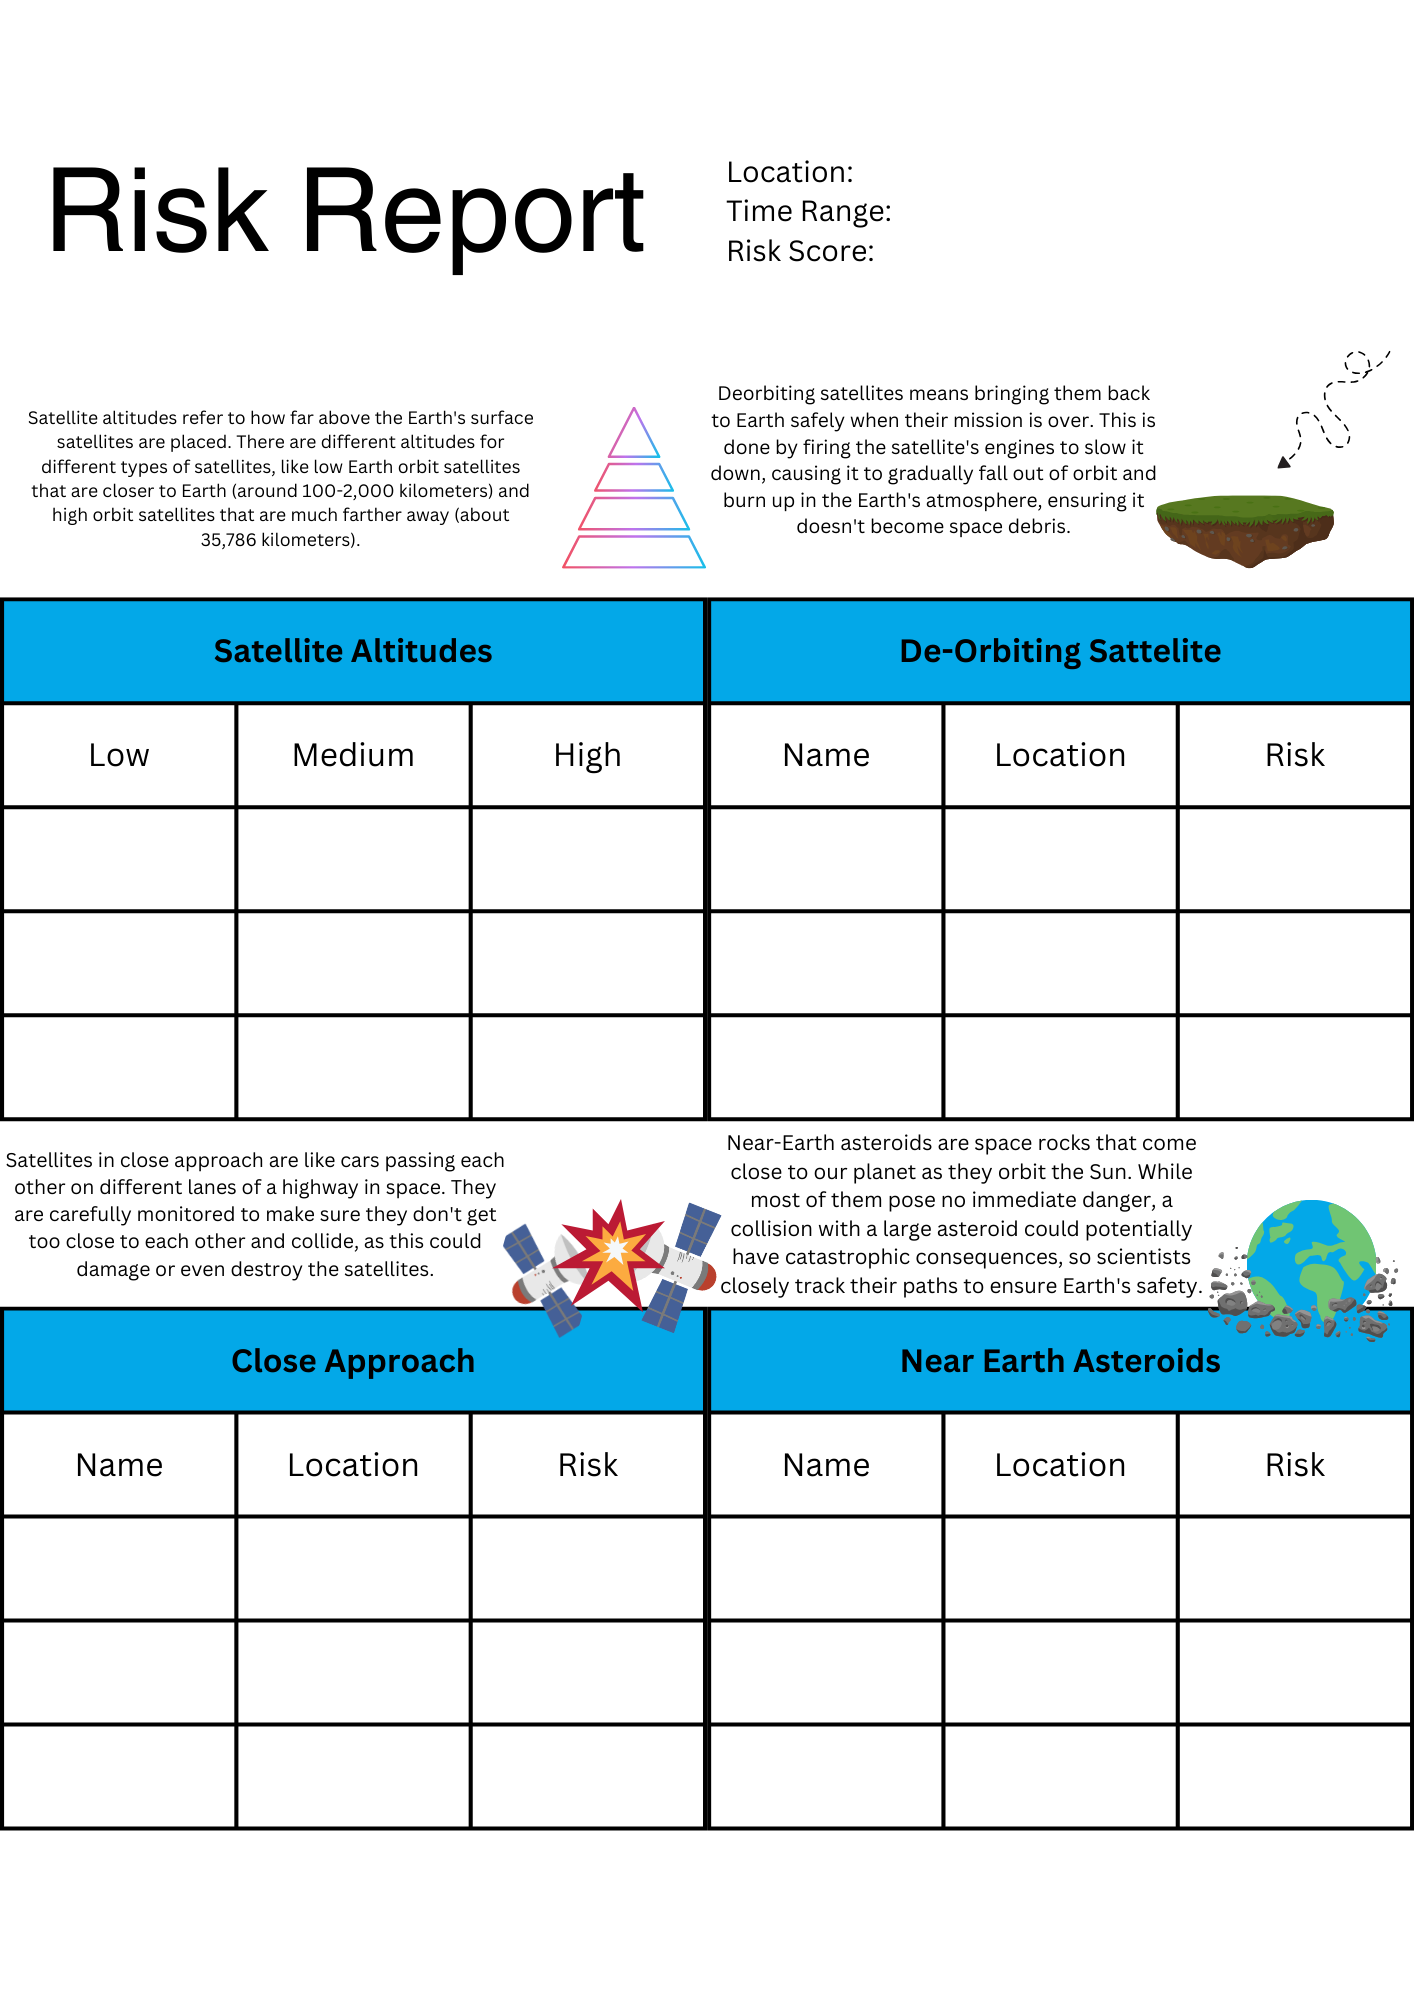 Risk Report
Location:
Time Range:
Risk Score:
Satellite altitudes refer to how far above the Earth's surface
satellites are placed. There are different altitudes for
different types of satellites, like low Earth orbit satellites
that are closer to Earth (around 100-2,000 kilometers) and
high orbit satellites that are much farther away (about
35,786 kilometers).
Deorbiting satellites means bringing them back
to Earth safely when their mission is over. This is
done by firing the satellite's engines to slow it
down, causing it to gradually fall out of orbit and
burn up in the Earth's atmosphere, ensuring it
doesn't become space debris.
Satellite Altitudes
Low Medium High
De-Orbiting Sattelite
Name Location Risk
Satellites in close approach are like cars passing each
other on different lanes of a highway in space. They
are carefully monitored to make sure they don't get
too close to each other and collide, as this could
damage or even destroy the satellites.
Near-Earth asteroids are space rocks that come
close to our planet as they orbit the Sun. While
most of them pose no immediate danger, a
collision with a large asteroid could potentially
have catastrophic consequences, so scientists
closely track their paths to ensure Earth's safety.
Close Approach
Name Location Risk
Near Earth Asteroids
Name Location Risk